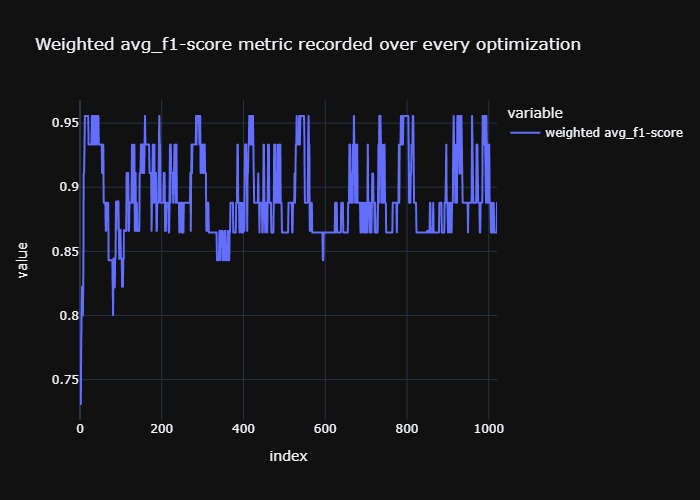 Weighted avg_f1-score metric recorded over every optimization
variable
weighted avg_f1-score
0.95
0.9
0.85
0.8
0.75
value
0 200 400 600 800 1000
index